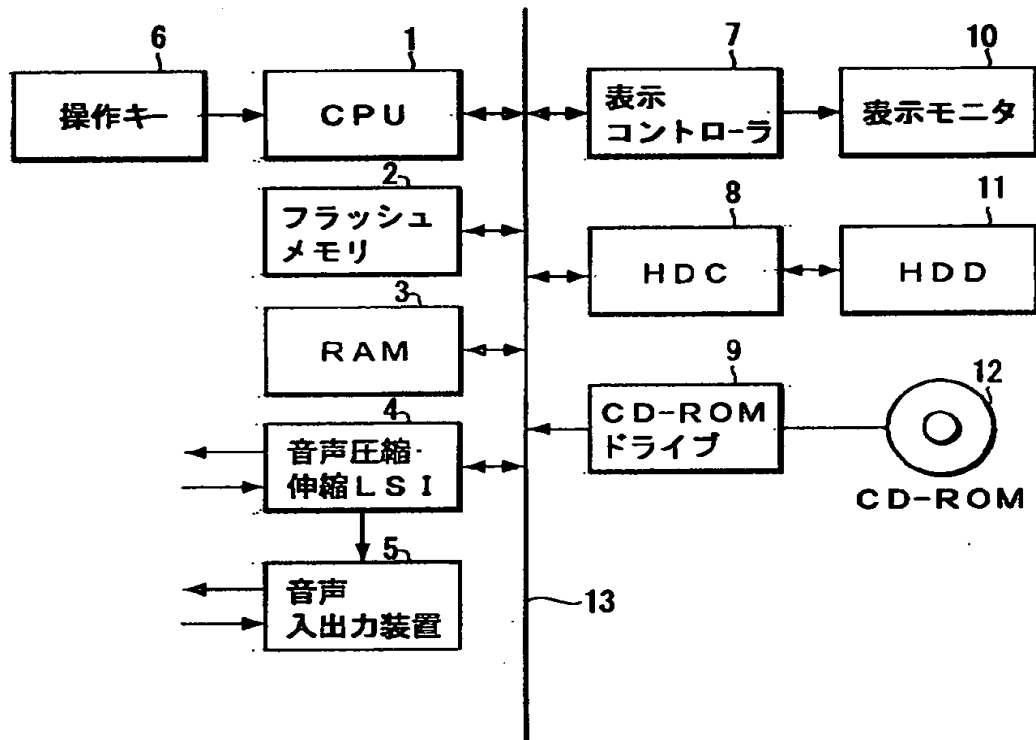 6
操作キー
1
CPU
2
フラッシュ
メモリ
3
RAM
4
音声圧縮・
伸縮LSI
5
音声
入出力装置
7
表示
コントローラ
10
表示モニタ
8
HDC
11
HDD
9
CD-ROM
ドライブ
12
CD-ROM
13